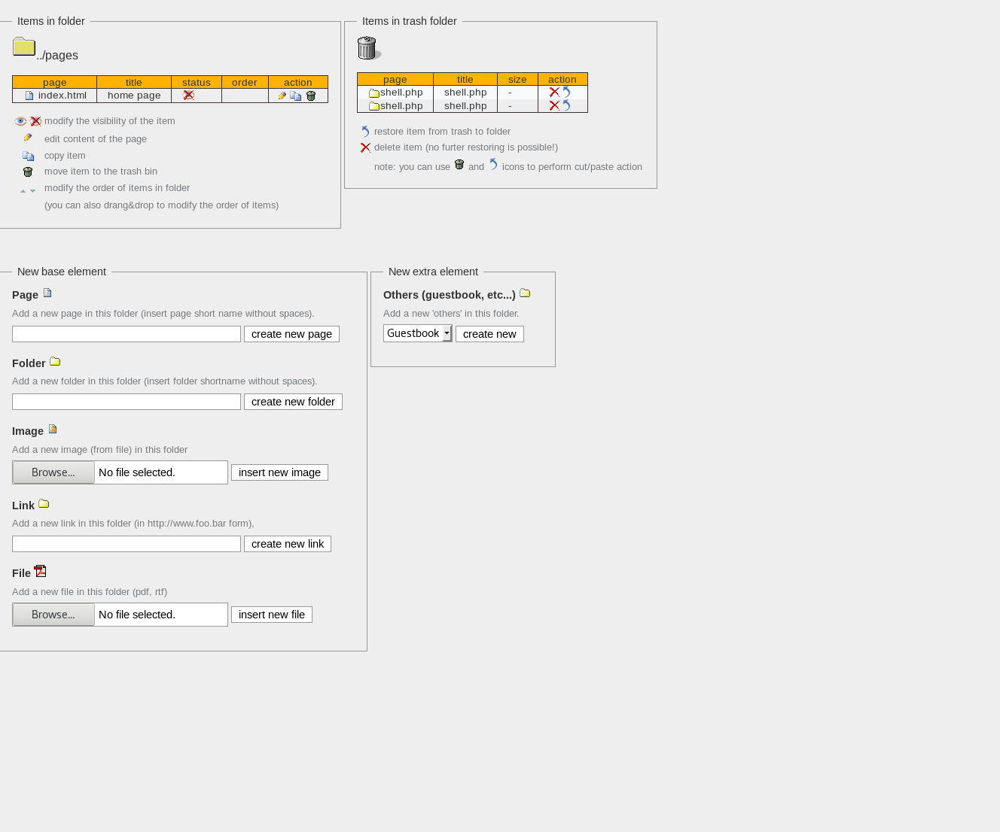 Items in folder
../pages
page title status order action
index.html home page
modify the visibility of the item
edit content of the page
copy item
move item to the trash bin
modify the order of items in folder
(you can also drang&drop to modify the order of items)
Items in trash folder
page title size action
shell.php shell.php -
shell.php shell.php -
restore item from trash to folder
delete item (no furter restoring is possible!)
note: you can use and icons to perform cut/paste action
New base element
Page
Add a new page in this folder (insert page short name without spaces).
create new page
Folder
Add a new folder in this folder (insert folder shortname without spaces).
create new folder
Image
Add a new image (from file) in this folder
Browse... No file selected. insert new image
Link
Add a new link in this folder (in http://www.foo.bar form),
create new link
File
Add a new file in this folder (pdf, rtf)
Browse... No file selected. insert new file
New extra element
Others (guestbook, etc...)
Add a new 'others' in this folder.
Guestbook create new